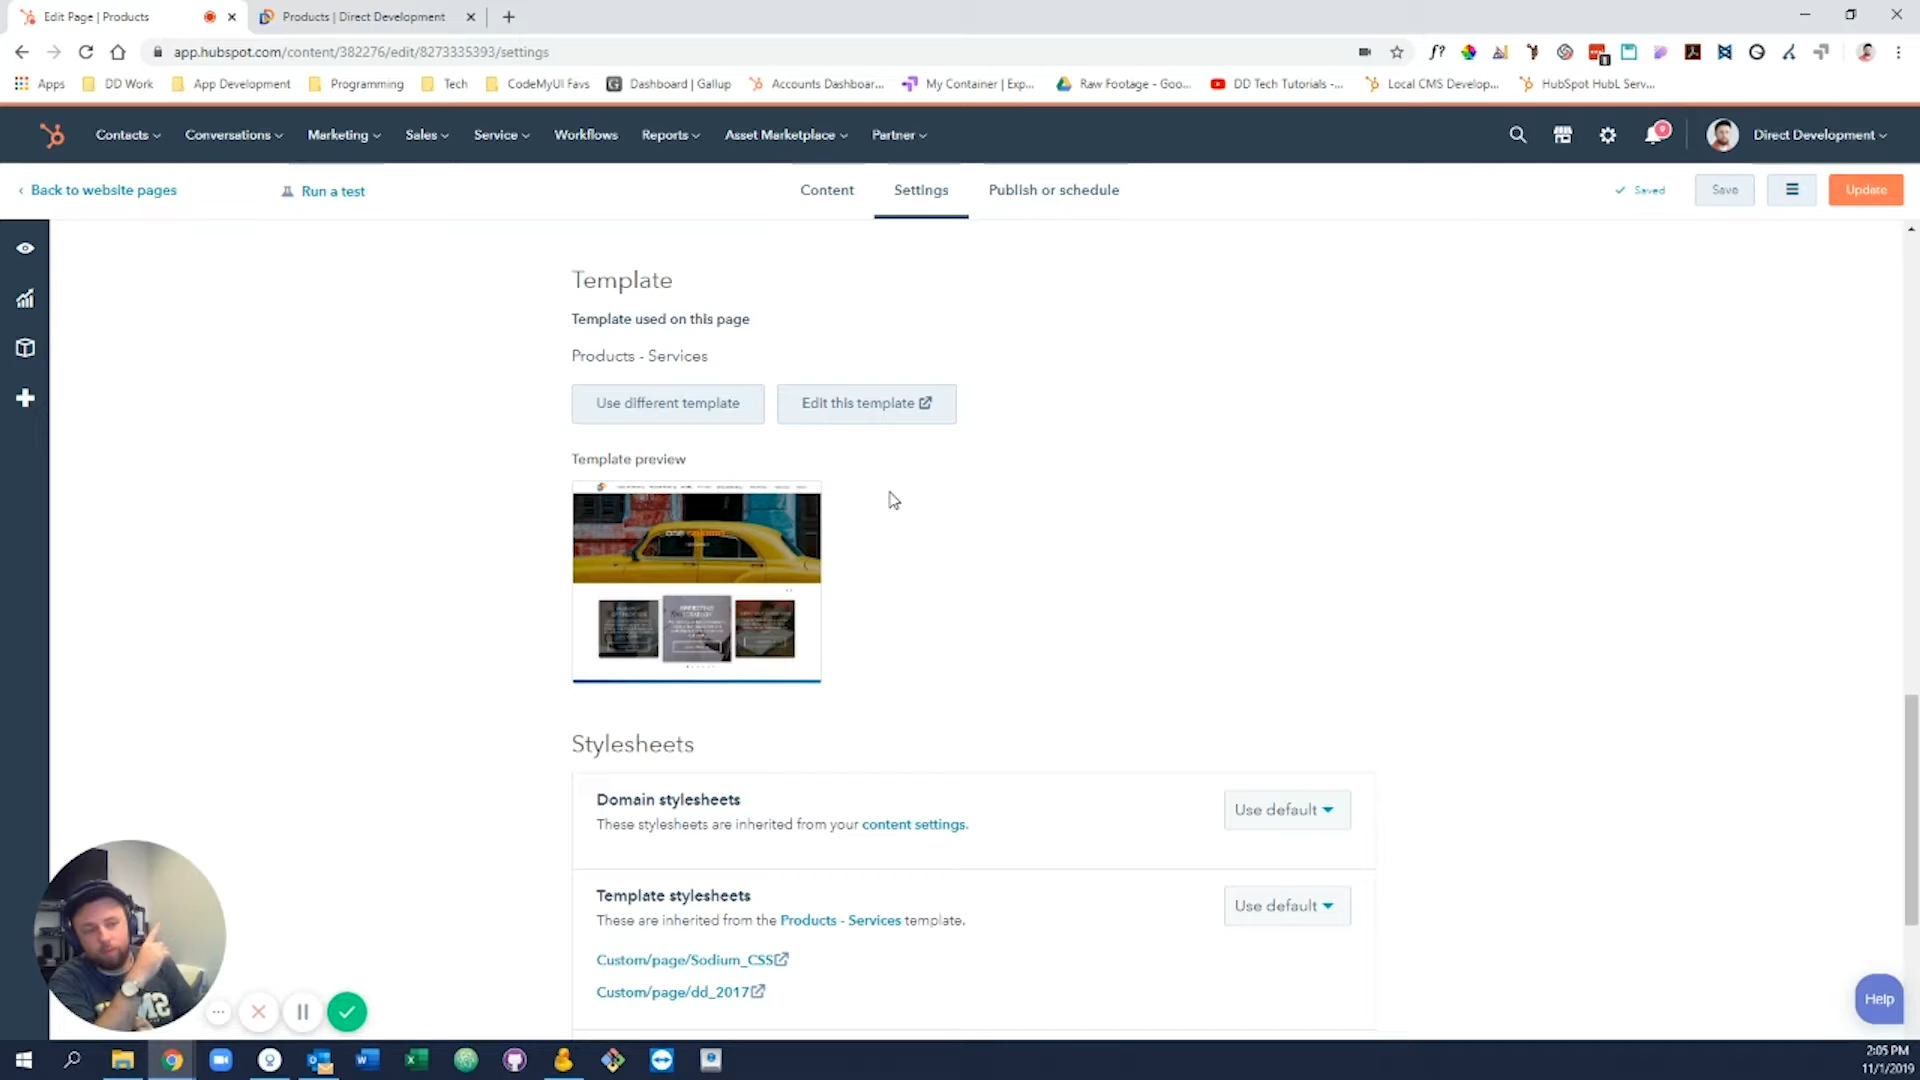 Edit Page | Products
Products | Direct Development
app.hubspot.com/content/382276/edit/8273335393/settings
Apps
DD Work
App Development
Programming
Tech
CodeMyUI Favs
Dashboard | Gallup
Accounts Dashboar...
My Container | Exp...
Raw Footage - Goo...
DD Tech Tutorials -...
Local CMS Develop...
HubSpot HubL Serv...
Contacts
Conversations
Marketing
Sales
Service
Workflows
Reports
Asset Marketplace
Partner
9
Direct Development
Back to website pages
Run a test
Content
Settings
Publish or schedule
Saved
Save
Update
Template
Template used on this page
Products - Services
Use different template
Edit this template
Template preview
Stylesheets
Domain stylesheets
These stylesheets are inherited from your content settings.
Use default
Template stylesheets
These are inherited from the Products - Services template.
Use default
Custom/page/Sodium_CSS
Custom/page/dd_2017
Help
2:05 PM
11/1/2019